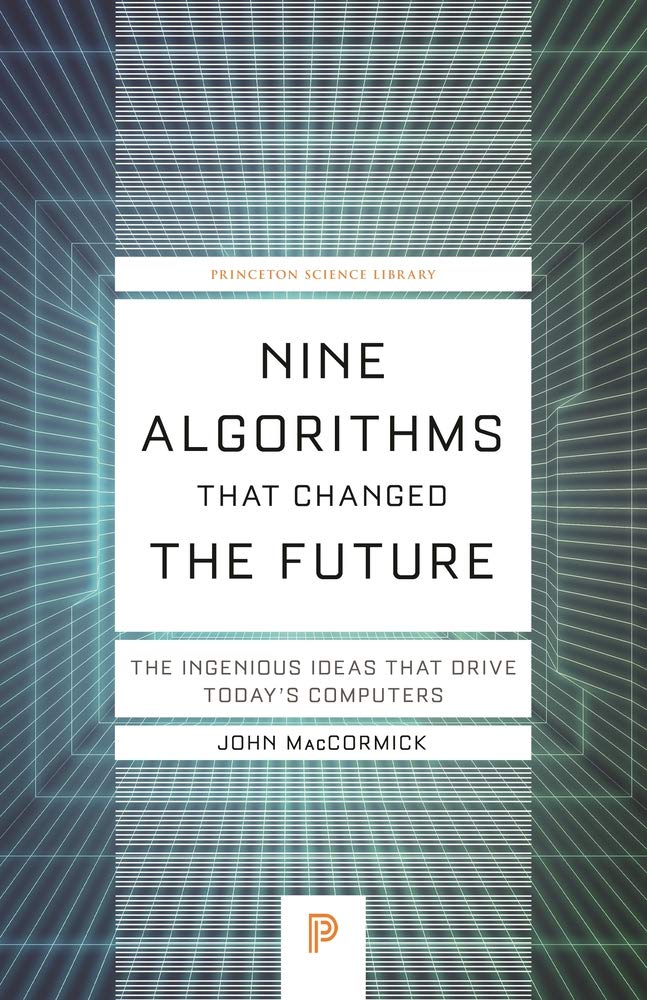 PRINCETON SCIENCE LIBRARY
NINE
ALGORITHMS
THAT CHANGED
THE FUTURE
THE INGENIOUS IDEAS THAT DRIVE
TODAY'S COMPUTERS
JOHN MACCORMICK
P